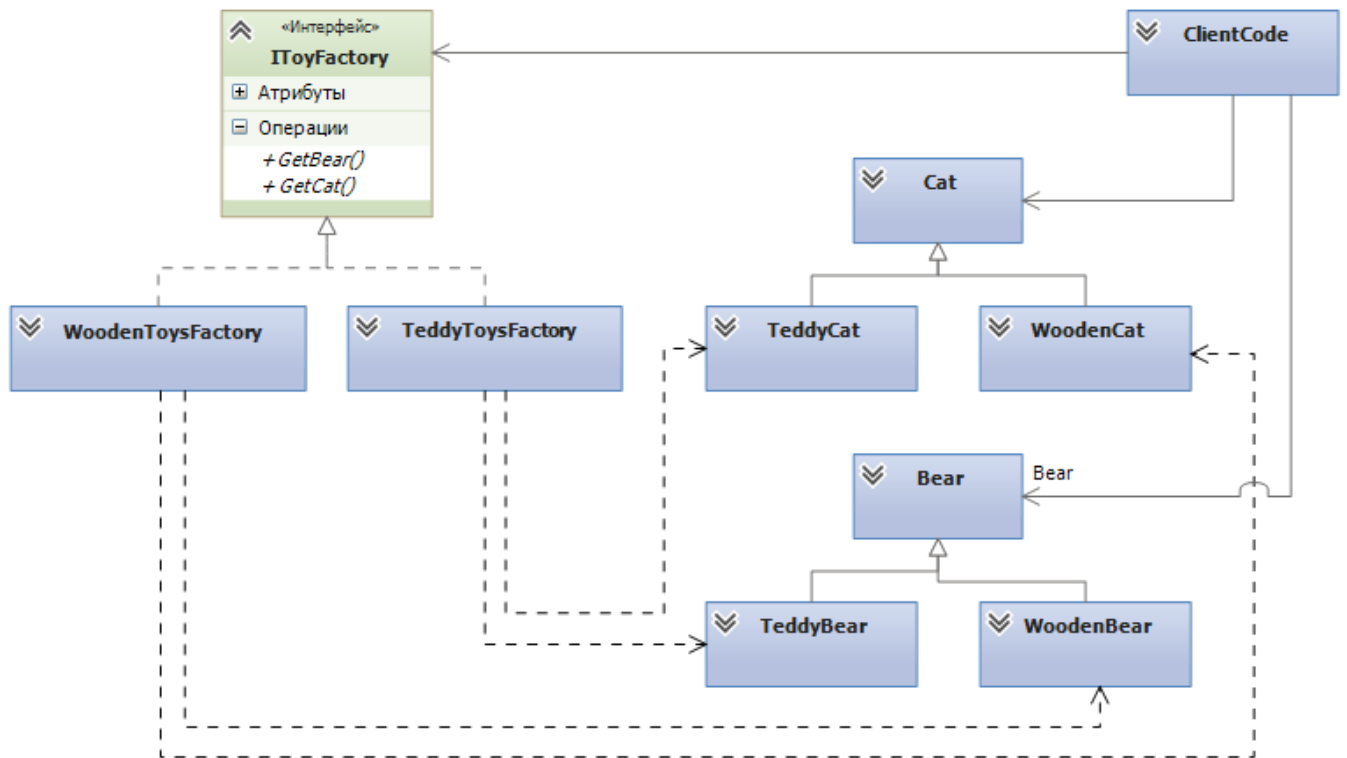 «Интерфейс»
IToyFactory
Атрибуты
Операции
+ GetBear()
+ GetCat()
ClientCode
Cat
WoodenToysFactory
TeddyToysFactory
TeddyCat
WoodenCat
Bear
Bear
TeddyBear
WoodenBear